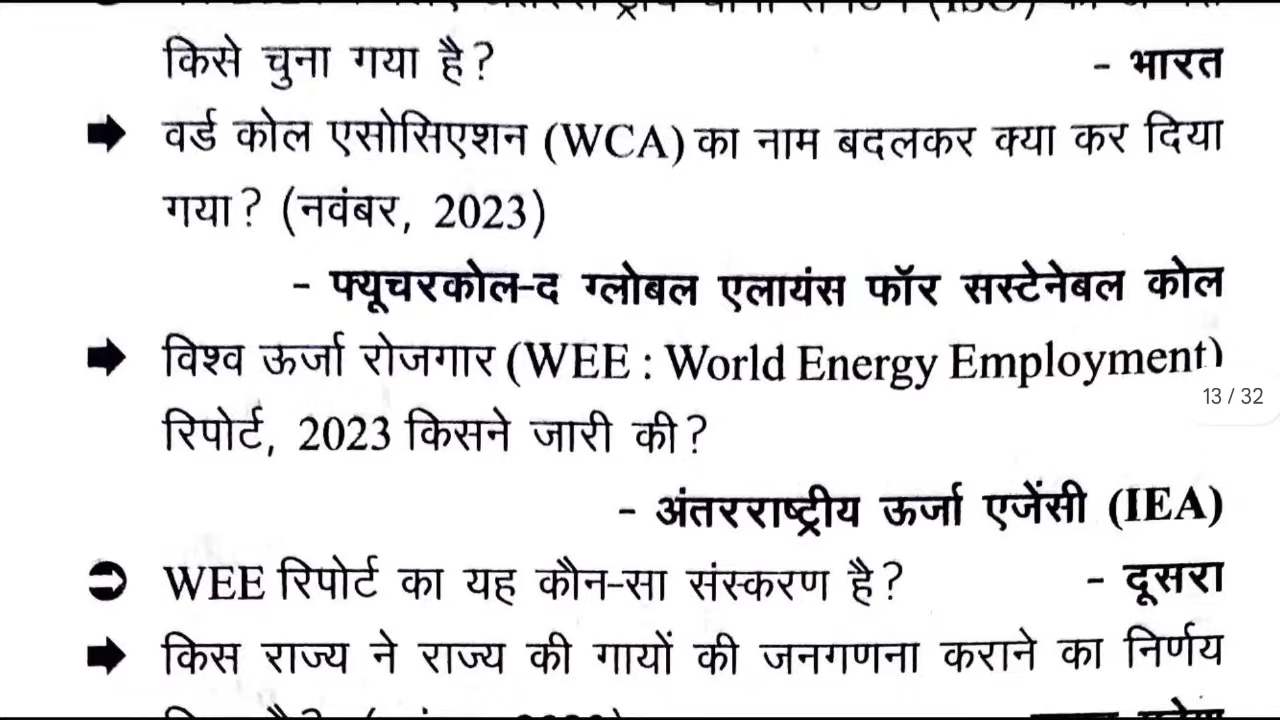 किसे चुना गया है? - भारत
वर्ड कोल एसोसिएशन (WCA) का नाम बदलकर क्या कर दिया
गया? (नवंबर, 2023)
- फ्यूचरकोल-द ग्लोबल एलायंस फॉर सस्टेनेबल कोल
विश्व ऊर्जा रोजगार (WEE : World Energy Employment)
13 / 32
रिपोर्ट, 2023 किसने जारी की?
- अंतरराष्ट्रीय ऊर्जा एजेंसी (IEA)
WEE रिपोर्ट का यह कौन-सा संस्करण है? - दूसरा
किस राज्य ने राज्य की गायों की जनगणना कराने का निर्णय